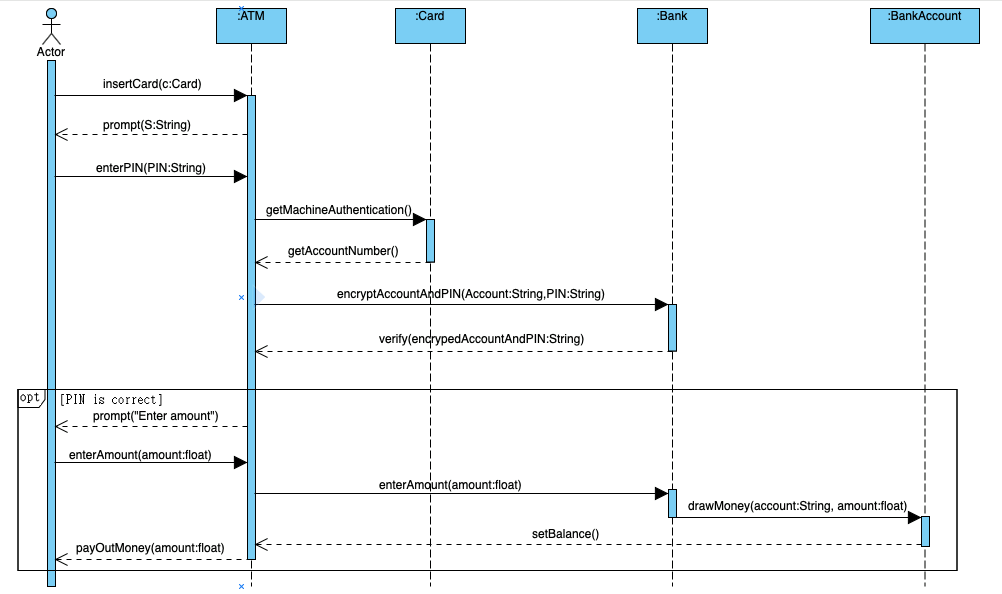 :ATM
:Card
:Bank
:BankAccount
Actor
insertCard(c:Card)
prompt(S:String)
enterPIN(PIN:String)
getMachineAuthentication()
getAccountNumber()
encryptAccountAndPIN(Account:String,PIN:String)
verify(encrypedAccountAndPIN:String)
opt
[PIN is correct]
prompt("Enter amount")
enterAmount(amount:float)
enterAmount(amount:float)
drawMoney(account:String, amount:float)
setBalance()
payOutMoney(amount:float)